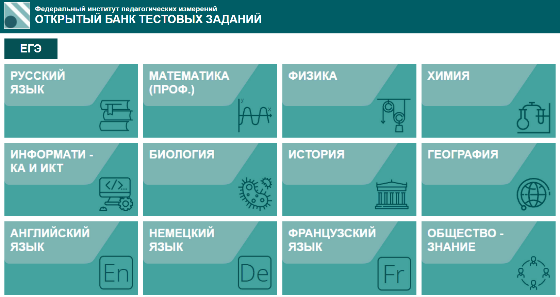 Федеральный институт педагогических измерений
ОТКРЫТЫЙ БАНК ТЕСТОВЫХ ЗАДАНИЙ
ЕГЭ
РУССКИЙ
ЯЗЫК
МАТЕМАТИКА
(ПРОФ.)
ФИЗИКА
ХИМИЯ
ИНФОРМАТИ -
КА И ИКТ
</>
БИОЛОГИЯ
ИСТОРИЯ
ГЕОГРАФИЯ
АНГЛИЙСКИЙ
ЯЗЫК
En
НЕМЕЦКИЙ
ЯЗЫК
De
ФРАНЦУЗСКИЙ
ЯЗЫК
Fr
ОБЩЕСТВО -
ЗНАНИЕ